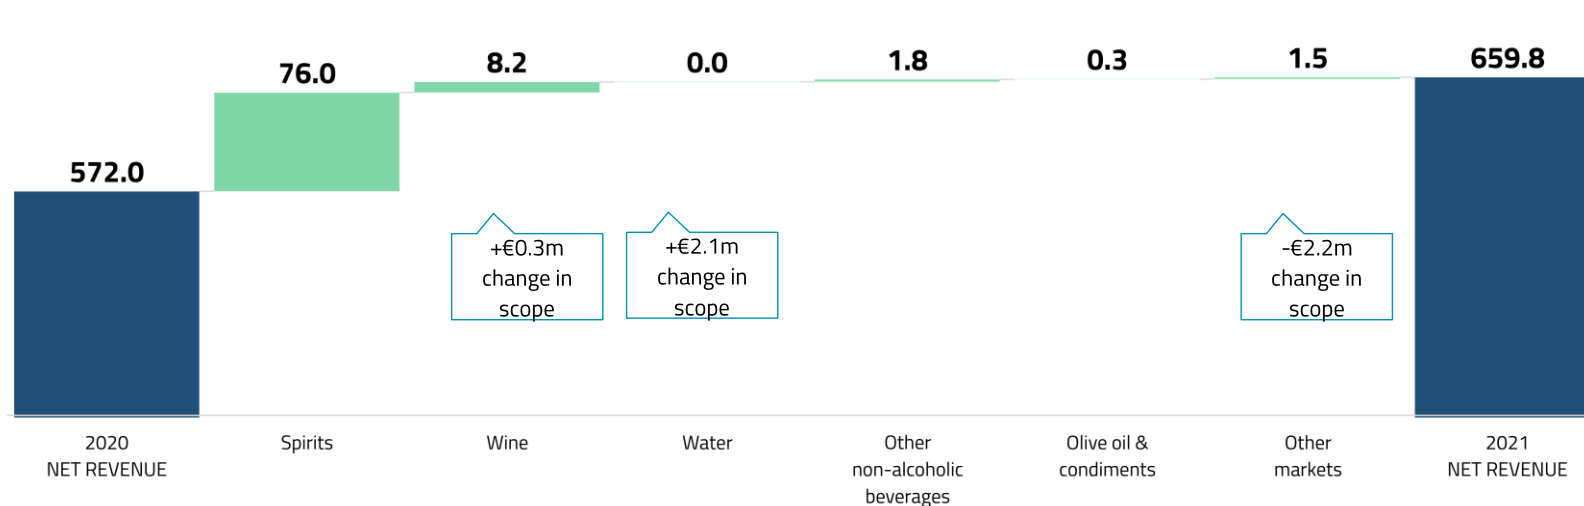 572.0
76.0
8.2
0.0
1.8
0.3
1.5
659.8
+€0.3m
change in
scope
+€2.1m
change in
scope
-€2.2m
change in
scope
2020
NET REVENUE
Spirits
Wine
Water
Other
non-alcoholic
beverages
Olive oil &
condiments
Other
markets
2021
NET REVENUE